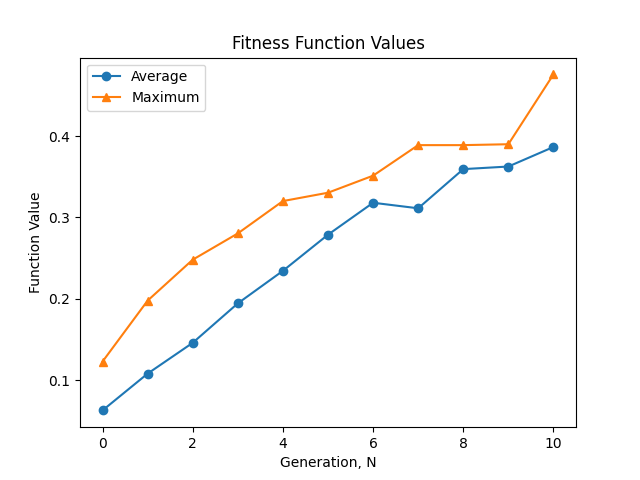 Fitness Function Values
Average
Maximum
Function Value
0.4
0.3
0.2
0.1
0 2 4 6 8 10
Generation, N